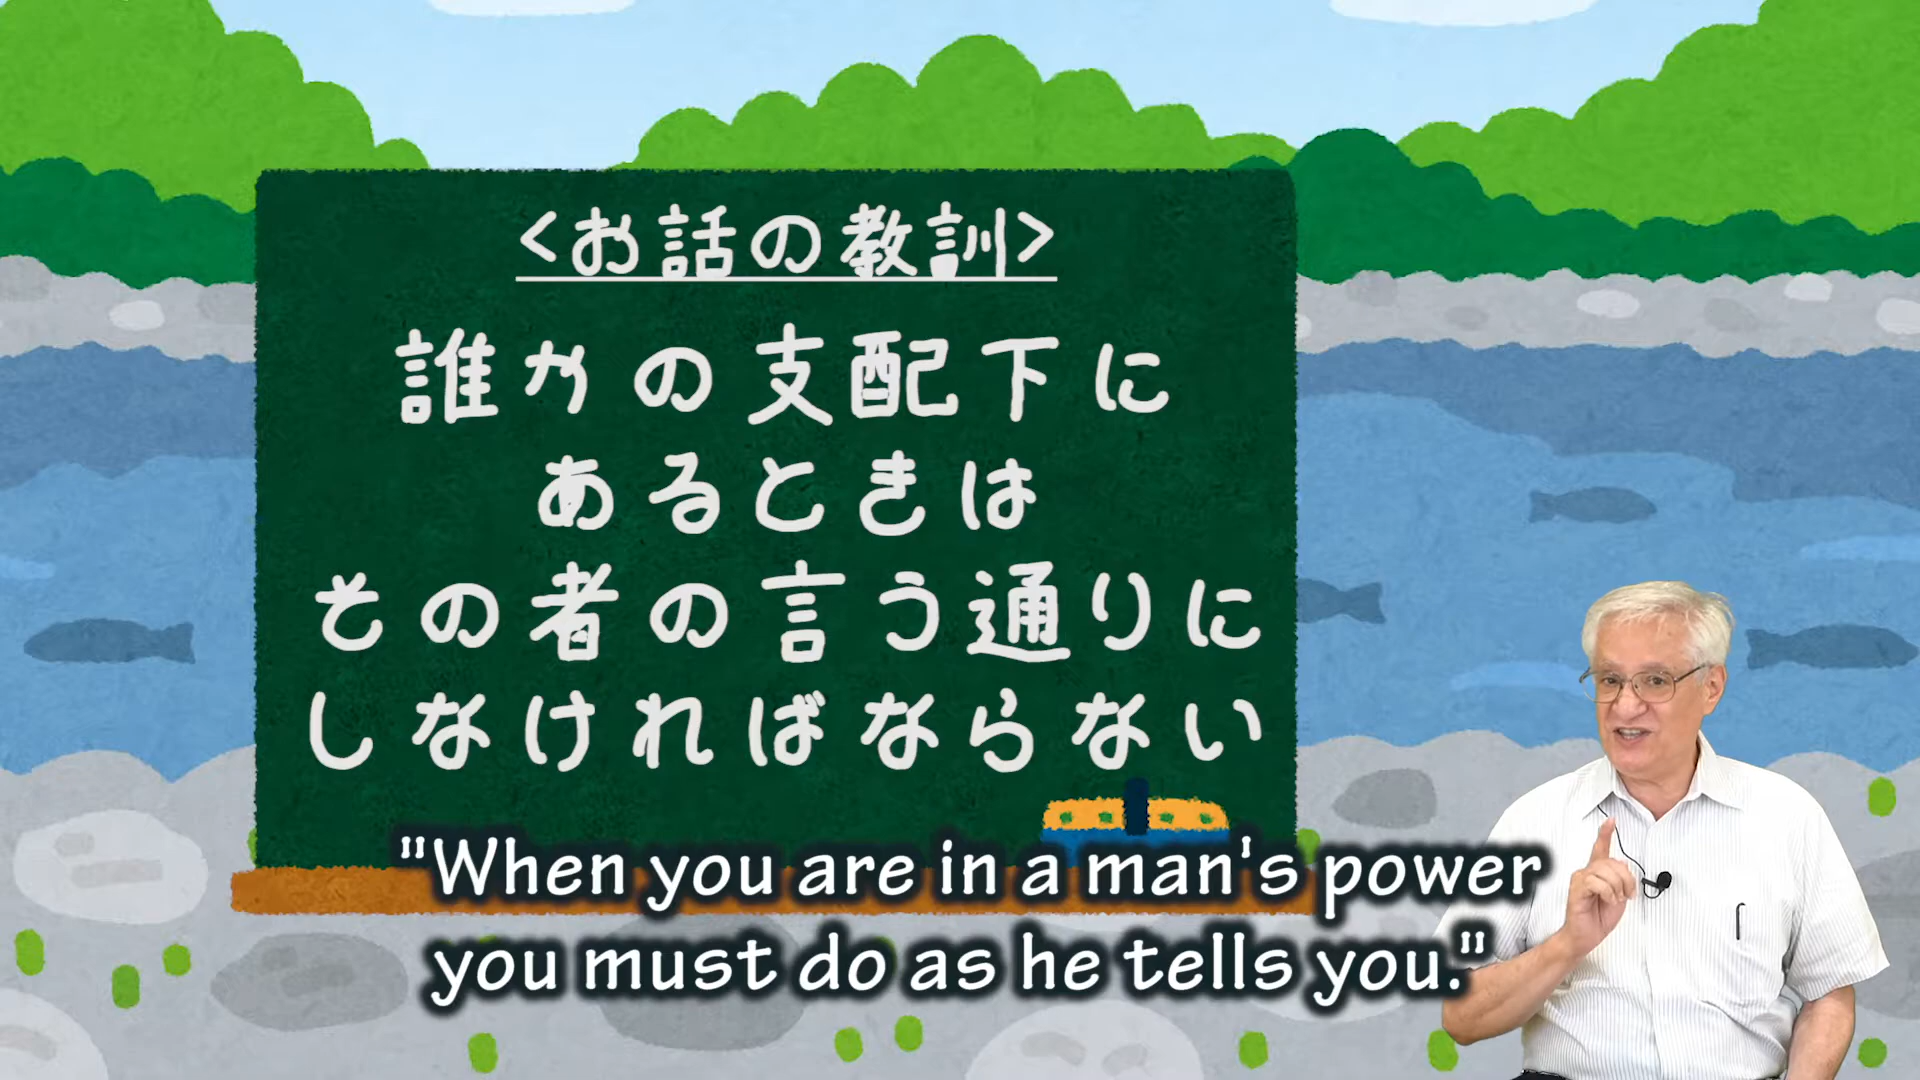 <お話の教訓>
誰かの支配下に
あるときは
その者の言う通りに
しなければならない
"When you are in a man's power
you must do as he tells you."